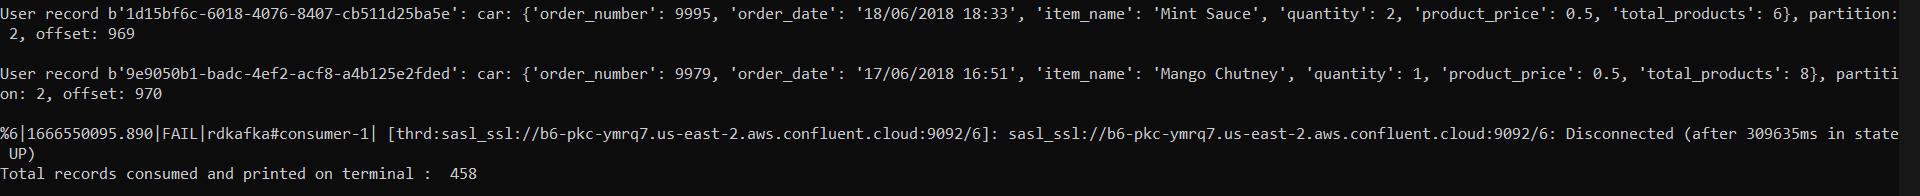 User record b'1d15bf6c-6018-4076-8407-cb511d25ba5e': car: {'order_number': 9995, 'order_date': '18/06/2018 18:33', 'item_name': 'Mint Sauce', 'quantity': 2, 'product_price': 0.5, 'total_products': 6}, partition:
 2, offset: 969
User record b'9e9050b1-badc-4ef2-acf8-a4b125e2fded': car: {'order_number': 9979, 'order_date': '17/06/2018 16:51', 'item_name': 'Mango Chutney', 'quantity': 1, 'product_price': 0.5, 'total_products': 8}, partiti
on: 2, offset: 970
%6|1666550095.890|FAIL|rdkafka#consumer-1| [thrd:sasl_ssl://b6-pkc-ymrq7.us-east-2.aws.confluent.cloud:9092/6]: sasl_ssl://b6-pkc-ymrq7.us-east-2.aws.confluent.cloud:9092/6: Disconnected (after 309635ms in state
 UP)
Total records consumed and printed on terminal :  458